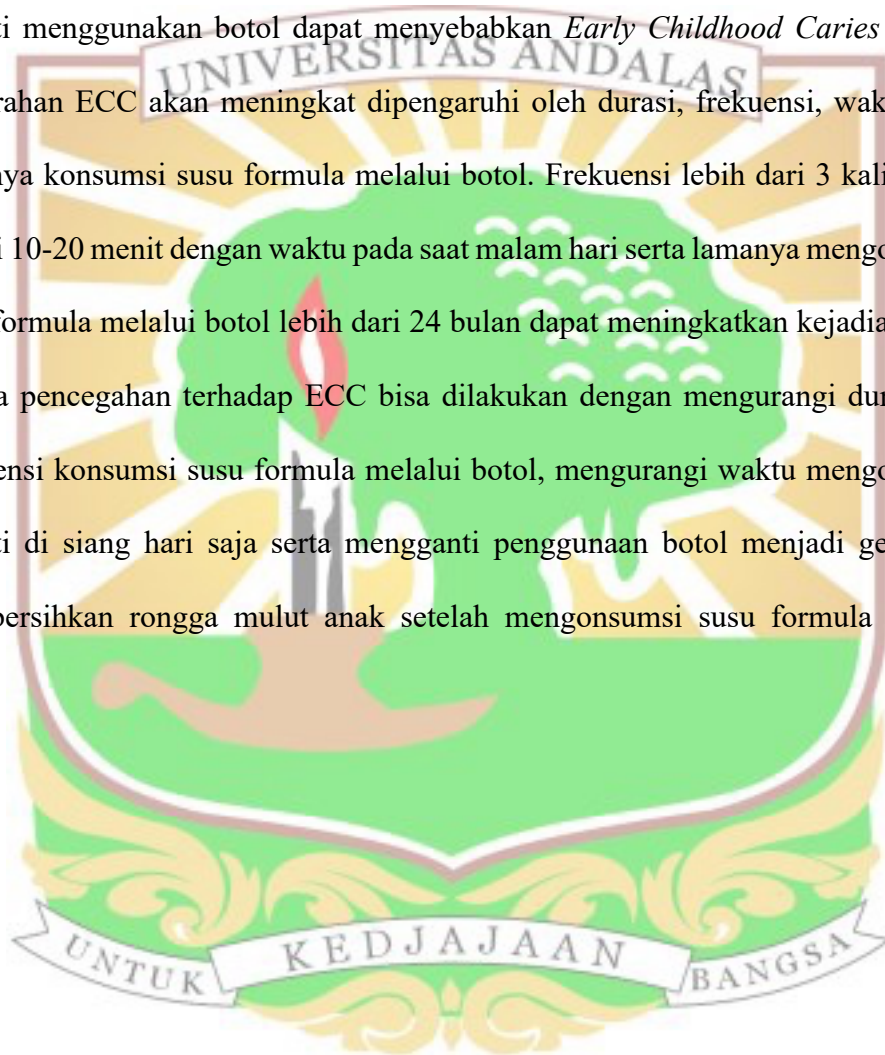 ti menggunakan botol dapat menyebabkan Early Childhood Caries
UNIVERSITAS ANDALAS
rahan ECC akan meningkat dipengaruhi oleh durasi, frekuensi, wak
nya konsumsi susu formula melalui botol. Frekuensi lebih dari 3 kali
i 10-20 menit dengan waktu pada saat malam hari serta lamanya mengo
formula melalui botol lebih dari 24 bulan dapat meningkatkan kejadia
a pencegahan terhadap ECC bisa dilakukan dengan mengurangi dur
ensi konsumsi susu formula melalui botol, mengurangi waktu mengo
ti di siang hari saja serta mengganti penggunaan botol menjadi ge
bersihkan rongga mulut anak setelah mengonsumsi susu formula
UNTUK KEDJAJAAN BANGSA